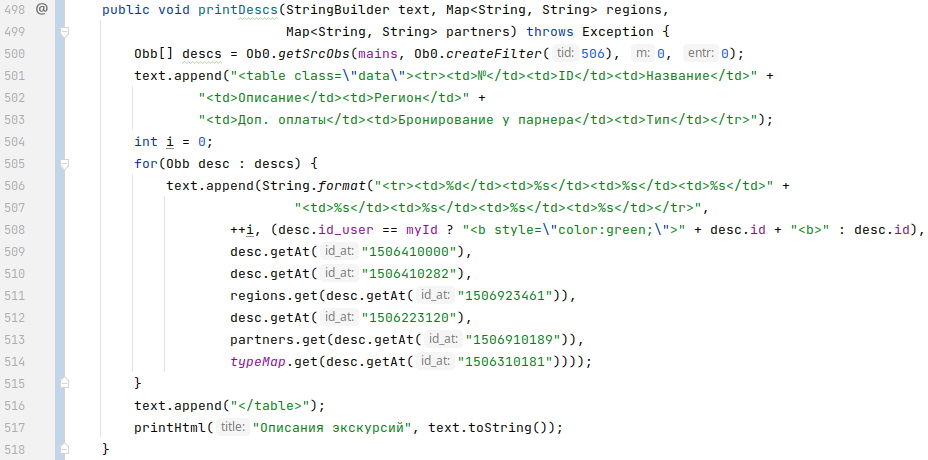 498 @ public void printDescs(StringBuilder text, Map<String, String> regions,
499 Map<String, String> partners) throws Exception {
500 Obb[] descs = Ob0.getSrcObs(mains, Ob0.createFilter( tid: 506), m: 0, entr: 0);
501 text.append("<table class=\"data\"><tr><td>№</td><td>ID</td><td>Название</td>" +
502 "<td>Описание</td><td>Регион</td>" +
503 "<td>Доп. оплаты</td><td>Бронирование у парнера</td><td>Тип</td></tr>");
504 int i = 0;
505 for(Obb desc : descs) {
506 text.append(String.format("<tr><td>%d</td><td>%s</td><td>%s</td><td>%s</td>" +
507 "<td>%s</td><td>%s</td><td>%s</td><td>%s</td></tr>",
508 ++i, (desc.id_user == myId ? "<b style=\"color:green;\">" + desc.id + "<b>" : desc.id),
509 desc.getAt( id_at: "1506410000"),
510 desc.getAt( id_at: "1506410282"),
511 regions.get(desc.getAt( id_at: "1506923461")),
512 desc.getAt( id_at: "1506223120"),
513 partners.get(desc.getAt( id_at: "1506910189")),
514 typeMap.get(desc.getAt( id_at: "1506310181"))));
515 }
516 text.append("</table>");
517 printHtml( title: "Описания экскурсий", text.toString());
518 }